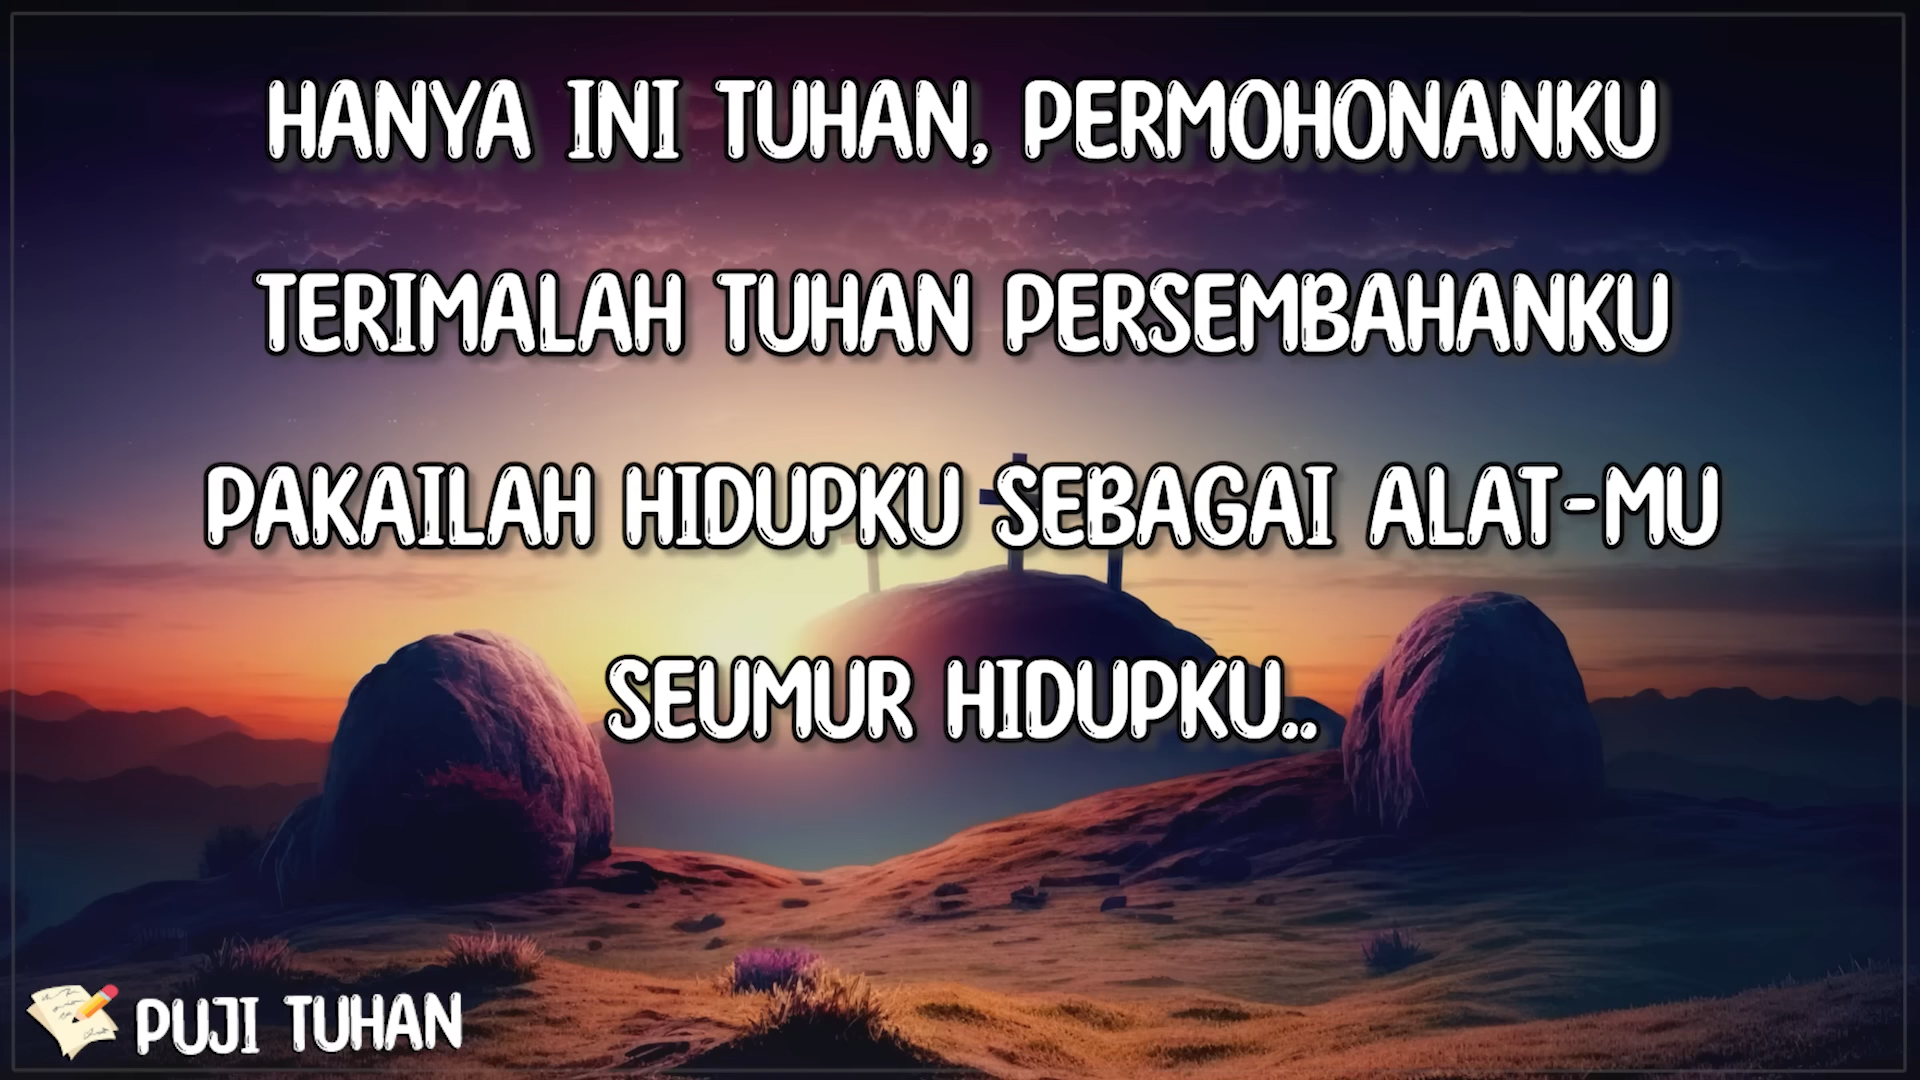 HANYA INI TUHAN, PERMOHONANKU
TERIMALAH TUHAN PERSEMBAHANKU
PAKAILAH HIDUPKU SEBAGAI ALAT-MU
SEUMUR HIDUPKU..
PUJI TUHAN